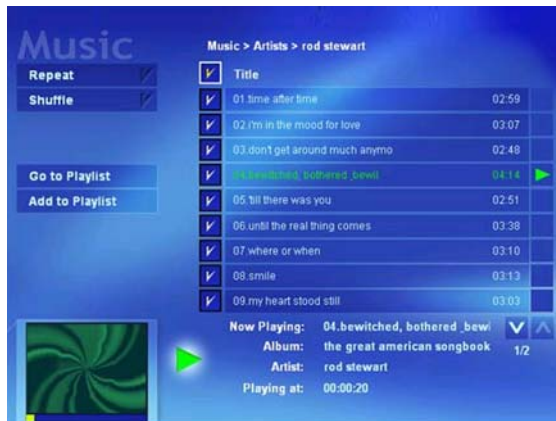 Music
Music > Artists > rod stewart
Repeat
Shuffle
Go to Playlist
Add to Playlist
Title
01.time after time 02:59
02.i'm in the mood for love 03:07
03.don't get around much anymo 02:48
04.bewitched, bothered ,bewil 04:14
05.'till there was you 02:51
06.until the real thing comes 03:38
07.where or when 03:10
08.smile 03:13
09.my heart stood still 03:03
Now Playing: 04.bewitched, bothered ,bewi
Album: the great american songbook
1/2
Artist: rod stewart
Playing at: 00:00:20